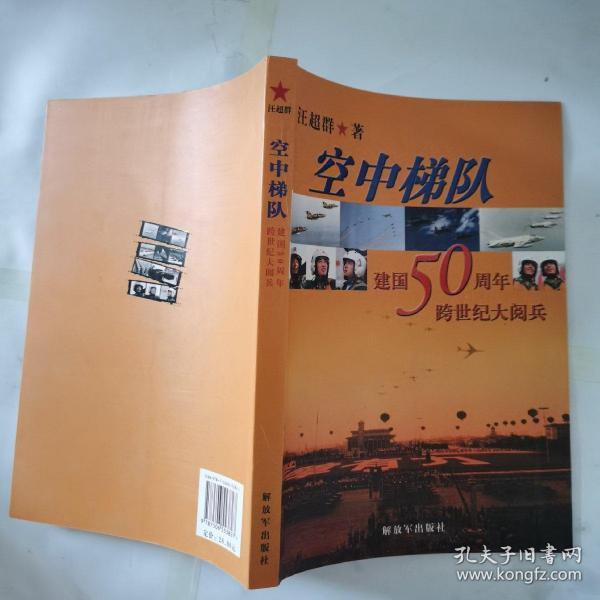 汪超群★著
空中梯队
建国50周年
跨世纪大阅兵
解放军出版社
汪超群
空中梯队
建国50周年
跨世纪大阅兵
解放军出版社
孔夫子旧书网
www.kongfz.com